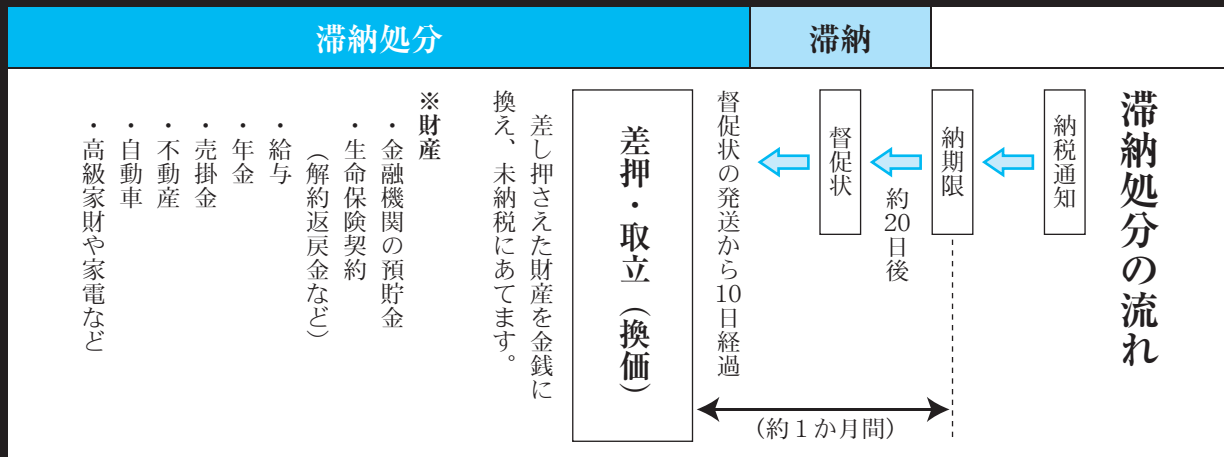 滞納処分の流れ
滞納
滞納処分
納税通知
納期限
約20日後
督促状
督促状の発送から10日経過
(約1か月間)
差押・取立(換価)
差し押さえた財産を金銭に
換え、未納税にあてます。
※財産
・金融機関の預貯金
・生命保険契約
(解約返戻金など)
・給与
・年金
・売掛金
・不動産
・自動車
・高級家財や家電など